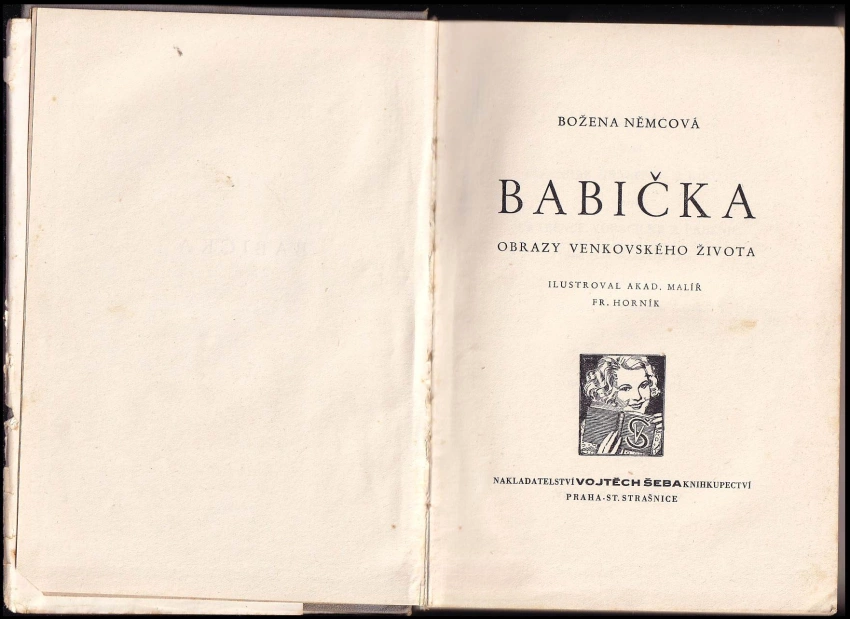 BOŽENA NĚMCOVÁ
BABIČKA
OBRAZY VENKOVSKÉHO ŽIVOTA
ILUSTROVAL AKAD. MALÍŘ
FR. HORNÍK
NAKLADATELSTVÍ VOJTĚCH ŠEBA KNIHKUPECTVÍ
PRAHA-ST. STRAŠNICE